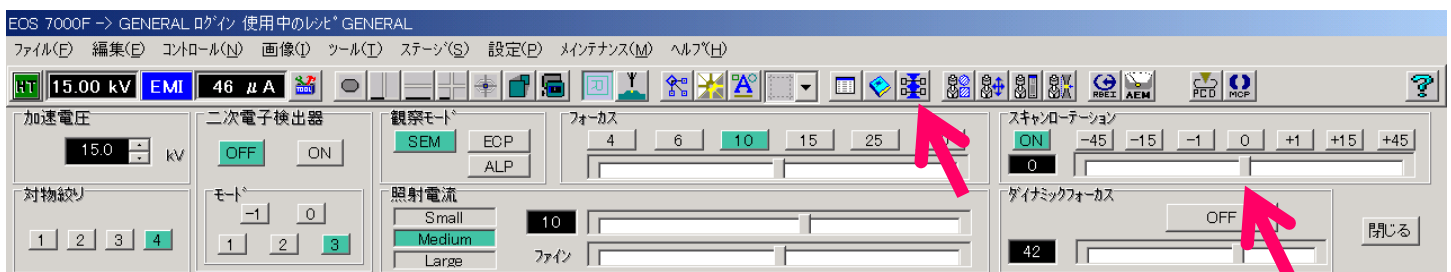 EOS 7000F -> GENERAL ログイン 使用中のレシピ GENERAL
ファイル(F) 編集(E) コントロール(N) 画像(I) ツール(T) ステージ(S) 設定(P) メインテナンス(M) ヘルプ(H)
HT 15.00 kV EMI 46 μA TOOL RBEI AEM PCD MCP ?
加速電圧 二次電子検出器 観察モード フォーカス スキャンローテーション
15.0 kV OFF ON SEM ECP 4 6 10 15 25 ON -45 -15 -1 0 +1 +15 +45
ALP 0
対物絞り モード 照射電流 ダイナミックフォーカス
-1 0 Small 10 OFF 閉じる
1 2 3 4 1 2 3 Medium 42
Large ファイン